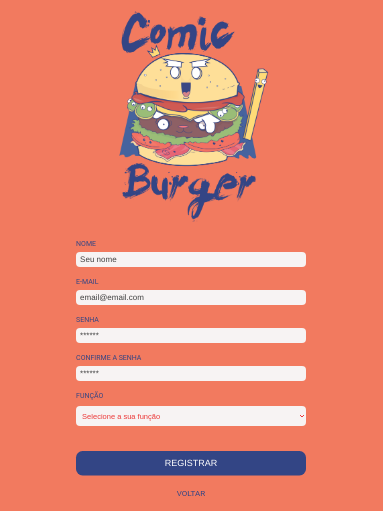 Comic
Burger
NOME
Seu nome
E-MAIL
email@email.com
SENHA
******
CONFIRME A SENHA
******
FUNÇÃO
Selecione a sua função
REGISTRAR
VOLTAR